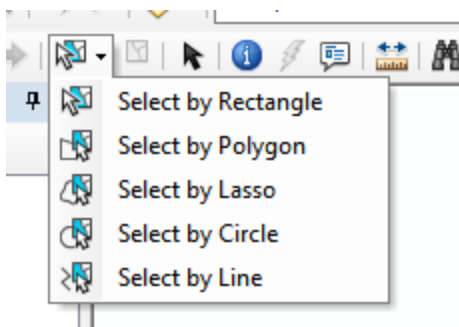 Select by Rectangle
Select by Polygon
Select by Lasso
Select by Circle
Select by Line